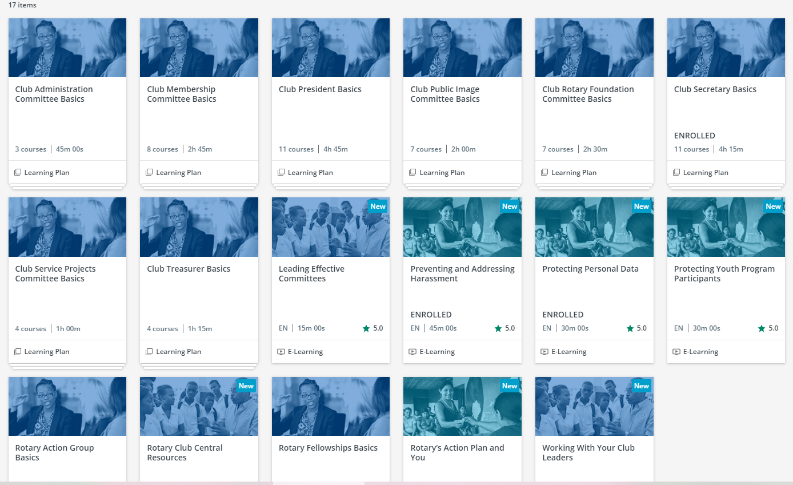 17 items
Club Administration
Committee Basics
3 courses | 45m 00s
Learning Plan
Club Membership
Committee Basics
8 courses | 2h 45m
Learning Plan
Club President Basics
11 courses | 4h 45m
Learning Plan
Club Public Image
Committee Basics
7 courses | 2h 00m
Learning Plan
Club Rotary Foundation
Committee Basics
7 courses | 2h 30m
Learning Plan
Club Secretary Basics
ENROLLED
11 courses | 4h 15m
Learning Plan
Club Service Projects
Committee Basics
4 courses | 1h 00m
Learning Plan
Club Treasurer Basics
4 courses | 1h 15m
Learning Plan
New
Leading Effective
Committees
EN | 15m 00s ★ 5.0
E-Learning
New
Preventing and Addressing
Harassment
ENROLLED
EN | 45m 00s ★ 5.0
E-Learning
New
Protecting Personal Data
ENROLLED
EN | 30m 00s ★ 5.0
E-Learning
New
Protecting Youth Program
Participants
EN | 30m 00s ★ 5.0
E-Learning
Rotary Action Group
Basics
New
Rotary Club Central
Resources
Rotary Fellowships Basics
New
Rotary's Action Plan and
You
New
Working With Your Club
Leaders